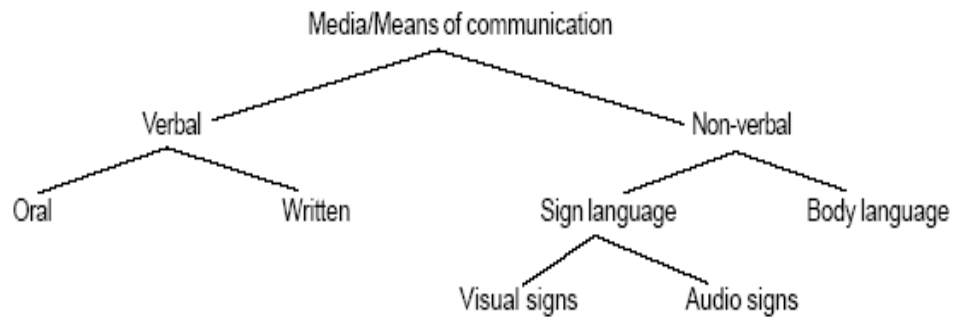 Media/Means of communication
Verbal Non-verbal
Oral Written Sign language Body language
Visual signs Audio signs